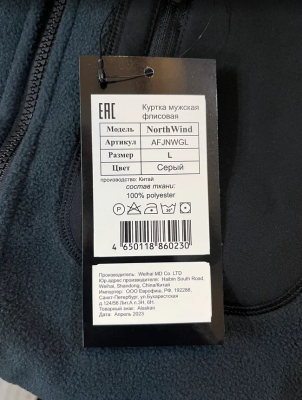 EAC
Куртка мужская
флисовая
Модель NorthWind
Артикул AFJNWGL
Размер L
Цвет Серый
производство: Китай
состав ткани:
100% polyester
4 650118 860230
Производитель: Weihai MD Co. LTD
Юр.адрес производителя: Haibin South Road,
Weihai, Shandong, China/Китай
Импортер: ООО Еврофиш, РФ, 192288,
Санкт-Петербург, ул.Бухарестская
д.124/56 Лит.А п.3Н, 6Н.
Товарный знак: Alaskan
Дата: Апрель 2023